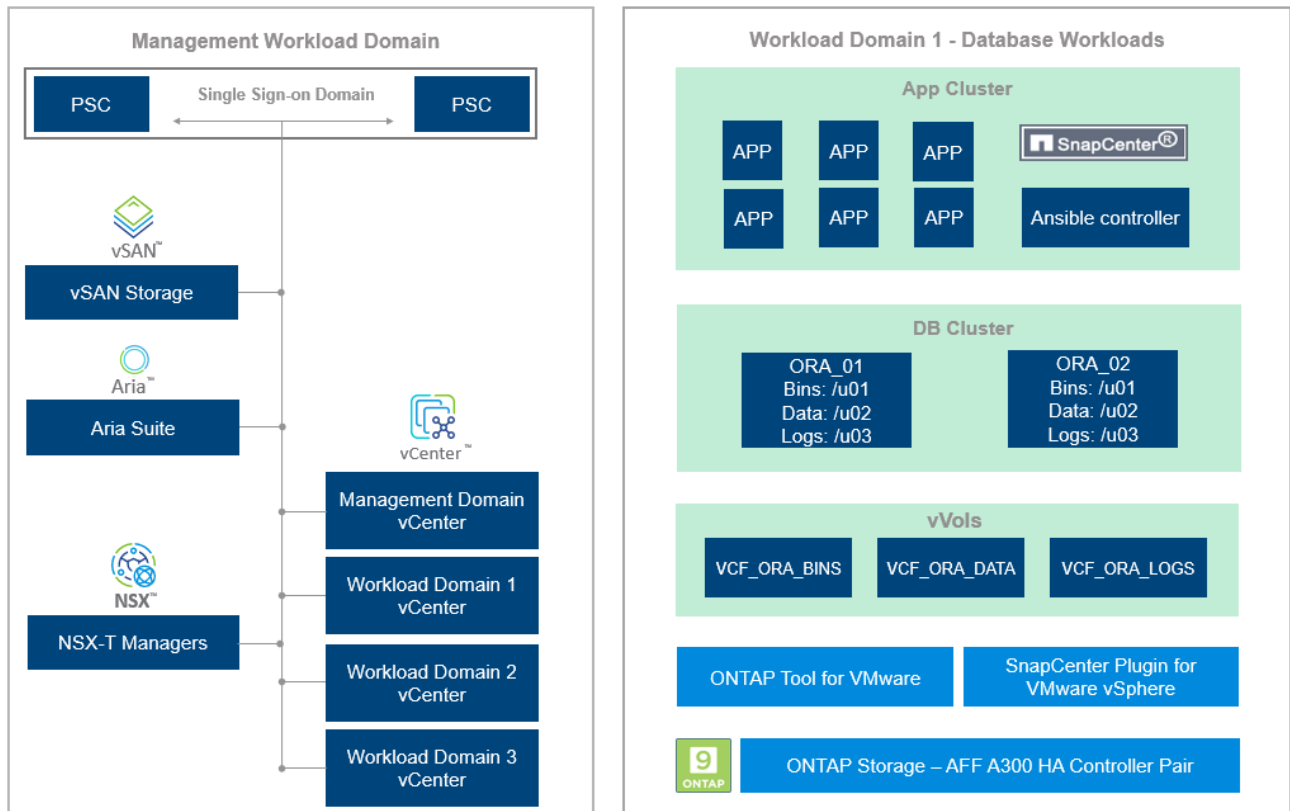 Management Workload Domain
PSC
Single Sign-on Domain
PSC
vSAN™
vSAN Storage
Aria™
Aria Suite
vCenter™
Management Domain
vCenter
Workload Domain 1
vCenter
NSX™
NSX-T Managers
Workload Domain 2
vCenter
Workload Domain 3
vCenter
Workload Domain 1 - Database Workloads
App Cluster
APP
APP
APP
SnapCenter®
APP
APP
APP
Ansible controller
DB Cluster
ORA_01
Bins: /u01
Data: /u02
Logs: /u03
ORA_02
Bins: /u01
Data: /u02
Logs: /u03
vVols
VCF_ORA_BINS
VCF_ORA_DATA
VCF_ORA_LOGS
ONTAP Tool for VMware
SnapCenter Plugin for
VMware vSphere
9
ONTAP
ONTAP Storage – AFF A300 HA Controller Pair